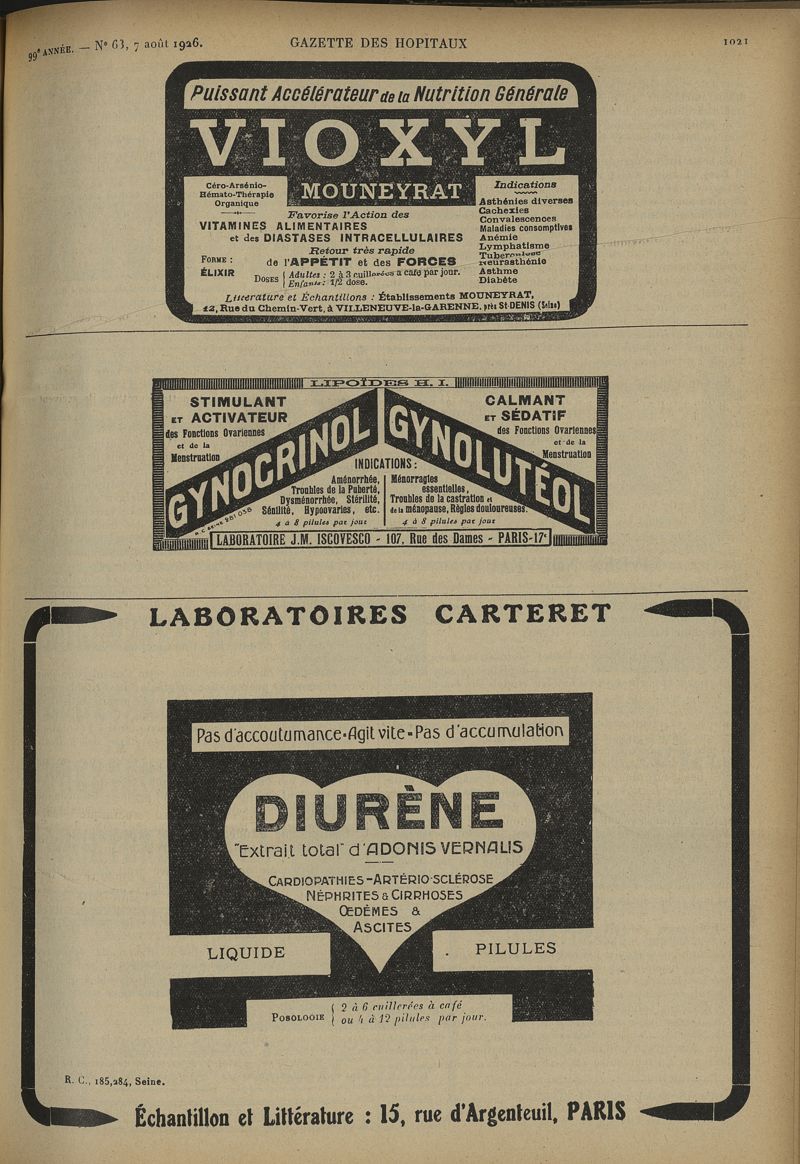 99e ANNÉE. — No 63, 7 août 1926.
GAZETTE DES HOPITAUX
1021
Puissant Accélérateur de la Nutrition Générale
VIOXYL
MOUNEYRAT
Céro-Arsénio-
Hémato-Thérapie
Organique
Favorise l'Action des
VITAMINES ALIMENTAIRES
et des DIASTASES INTRACELLULAIRES
Retour très rapide
de l'APPÉTIT et des FORCES
FORME :
ÉLIXIR
DOSES
Adultes : 2 à 3 cuillerées à café par jour.
Enfants : 1/2 dose.
Indications
Asthénies diverses
Cachexies
Convalescences
Maladies consomptives
Anémie
Lymphatisme
Tuberculose
Neurasthénie
Asthme
Diabète
Littérature et Échantillons : Établissements MOUNEYRAT,
12, Rue du Chemin-Vert, à VILLENEUVE-la-GARENNE, près St-DENIS (Seine)
LIPOÏDES H. I.
STIMULANT
ET ACTIVATEUR
des Fonctions Ovariennes
et de la
Menstruation
GYNOCRINOL
CALMANT
ET SÉDATIF
des Fonctions Ovariennes
et de la
Menstruation
GYNOLUTÉOL
INDICATIONS :
Aménorrhée,
Troubles de la Puberté,
Dysménorrhée, Stérilité,
Sénilité, Hypoovaries, etc.
4 à 8 pilules par jour
Ménorragies
essentielles,
Troubles de la castration et
de la ménopause, Règles douloureuses.
4 à 8 pilules par jour
LABORATOIRE J.M. ISCOVESCO - 107, Rue des Dames - PARIS-17e
LABORATOIRES CARTERET
Pas d'accoutumance-Agit vite-Pas d'accumulation
DIURÈNE
"Extrait total" d'ADONIS VERNALIS
CARDIOPATHIES-ARTÉRIO-SCLÉROSE
NÉPHRITES & CIRRHOSES
ŒDÈMES &
ASCITES
LIQUIDE
PILULES
POSOLOGIE
2 à 6 cuillerées à café
ou 4 à 12 pilules par jour.
R. C., 185,284, Seine.
Échantillon et Littérature : 15, rue d'Argenteuil, PARIS